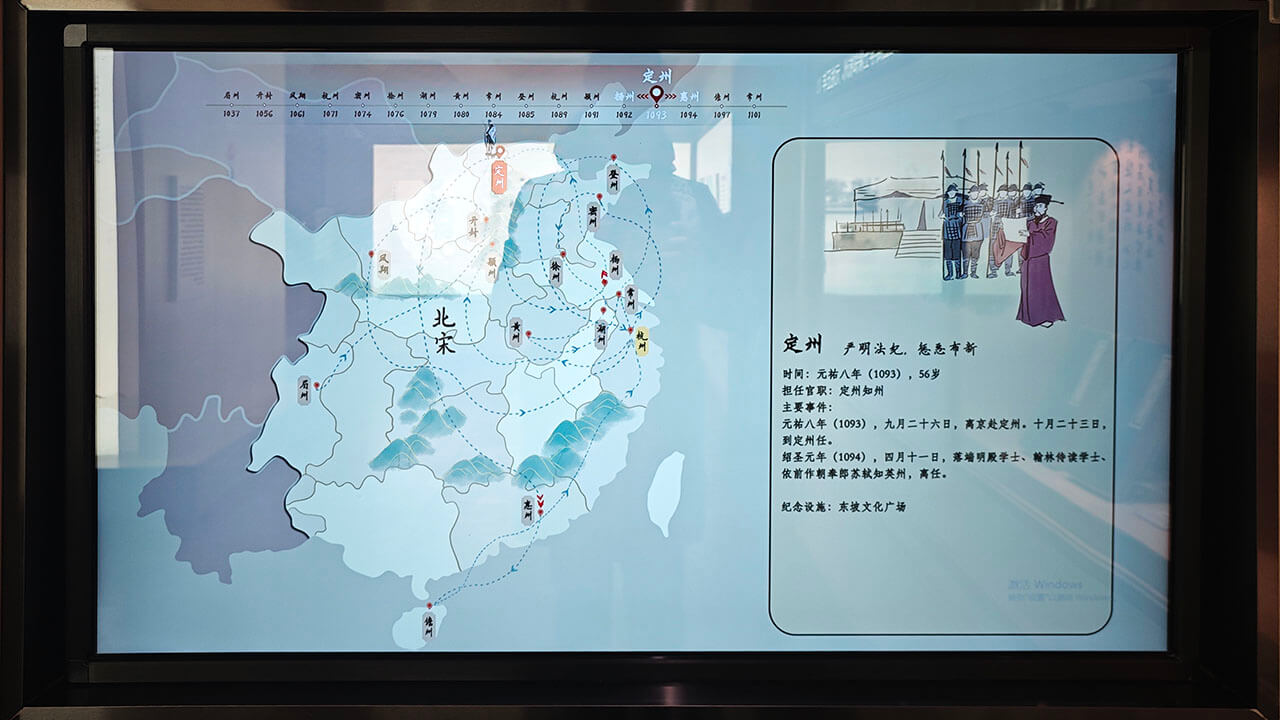 定州
眉州 开封 凤翔 杭州 密州 徐州 湖州 黄州 常州 登州 杭州 颍州 扬州 惠州 儋州 常州
1037 1056 1061 1071 1074 1076 1079 1080 1084 1085 1089 1091 1092 1093 1094 1097 1101
登州
定州
密州
开封
凤翔
颍州
徐州
扬州
常州
北宋
黄州
湖州
杭州
眉州
惠州
儋州
定州 严明法纪，惩恶布新
时间：元祐八年（1093），56岁
担任官职：定州知州
主要事件：
元祐八年（1093），九月二十六日，离京赴定州。十月二十三日，
到定州任。
绍圣元年（1094），四月十一日，落端明殿学士、翰林侍读学士、
依前作朝奉郎苏轼知英州，离任。
纪念设施：东坡文化广场
激活 Windows